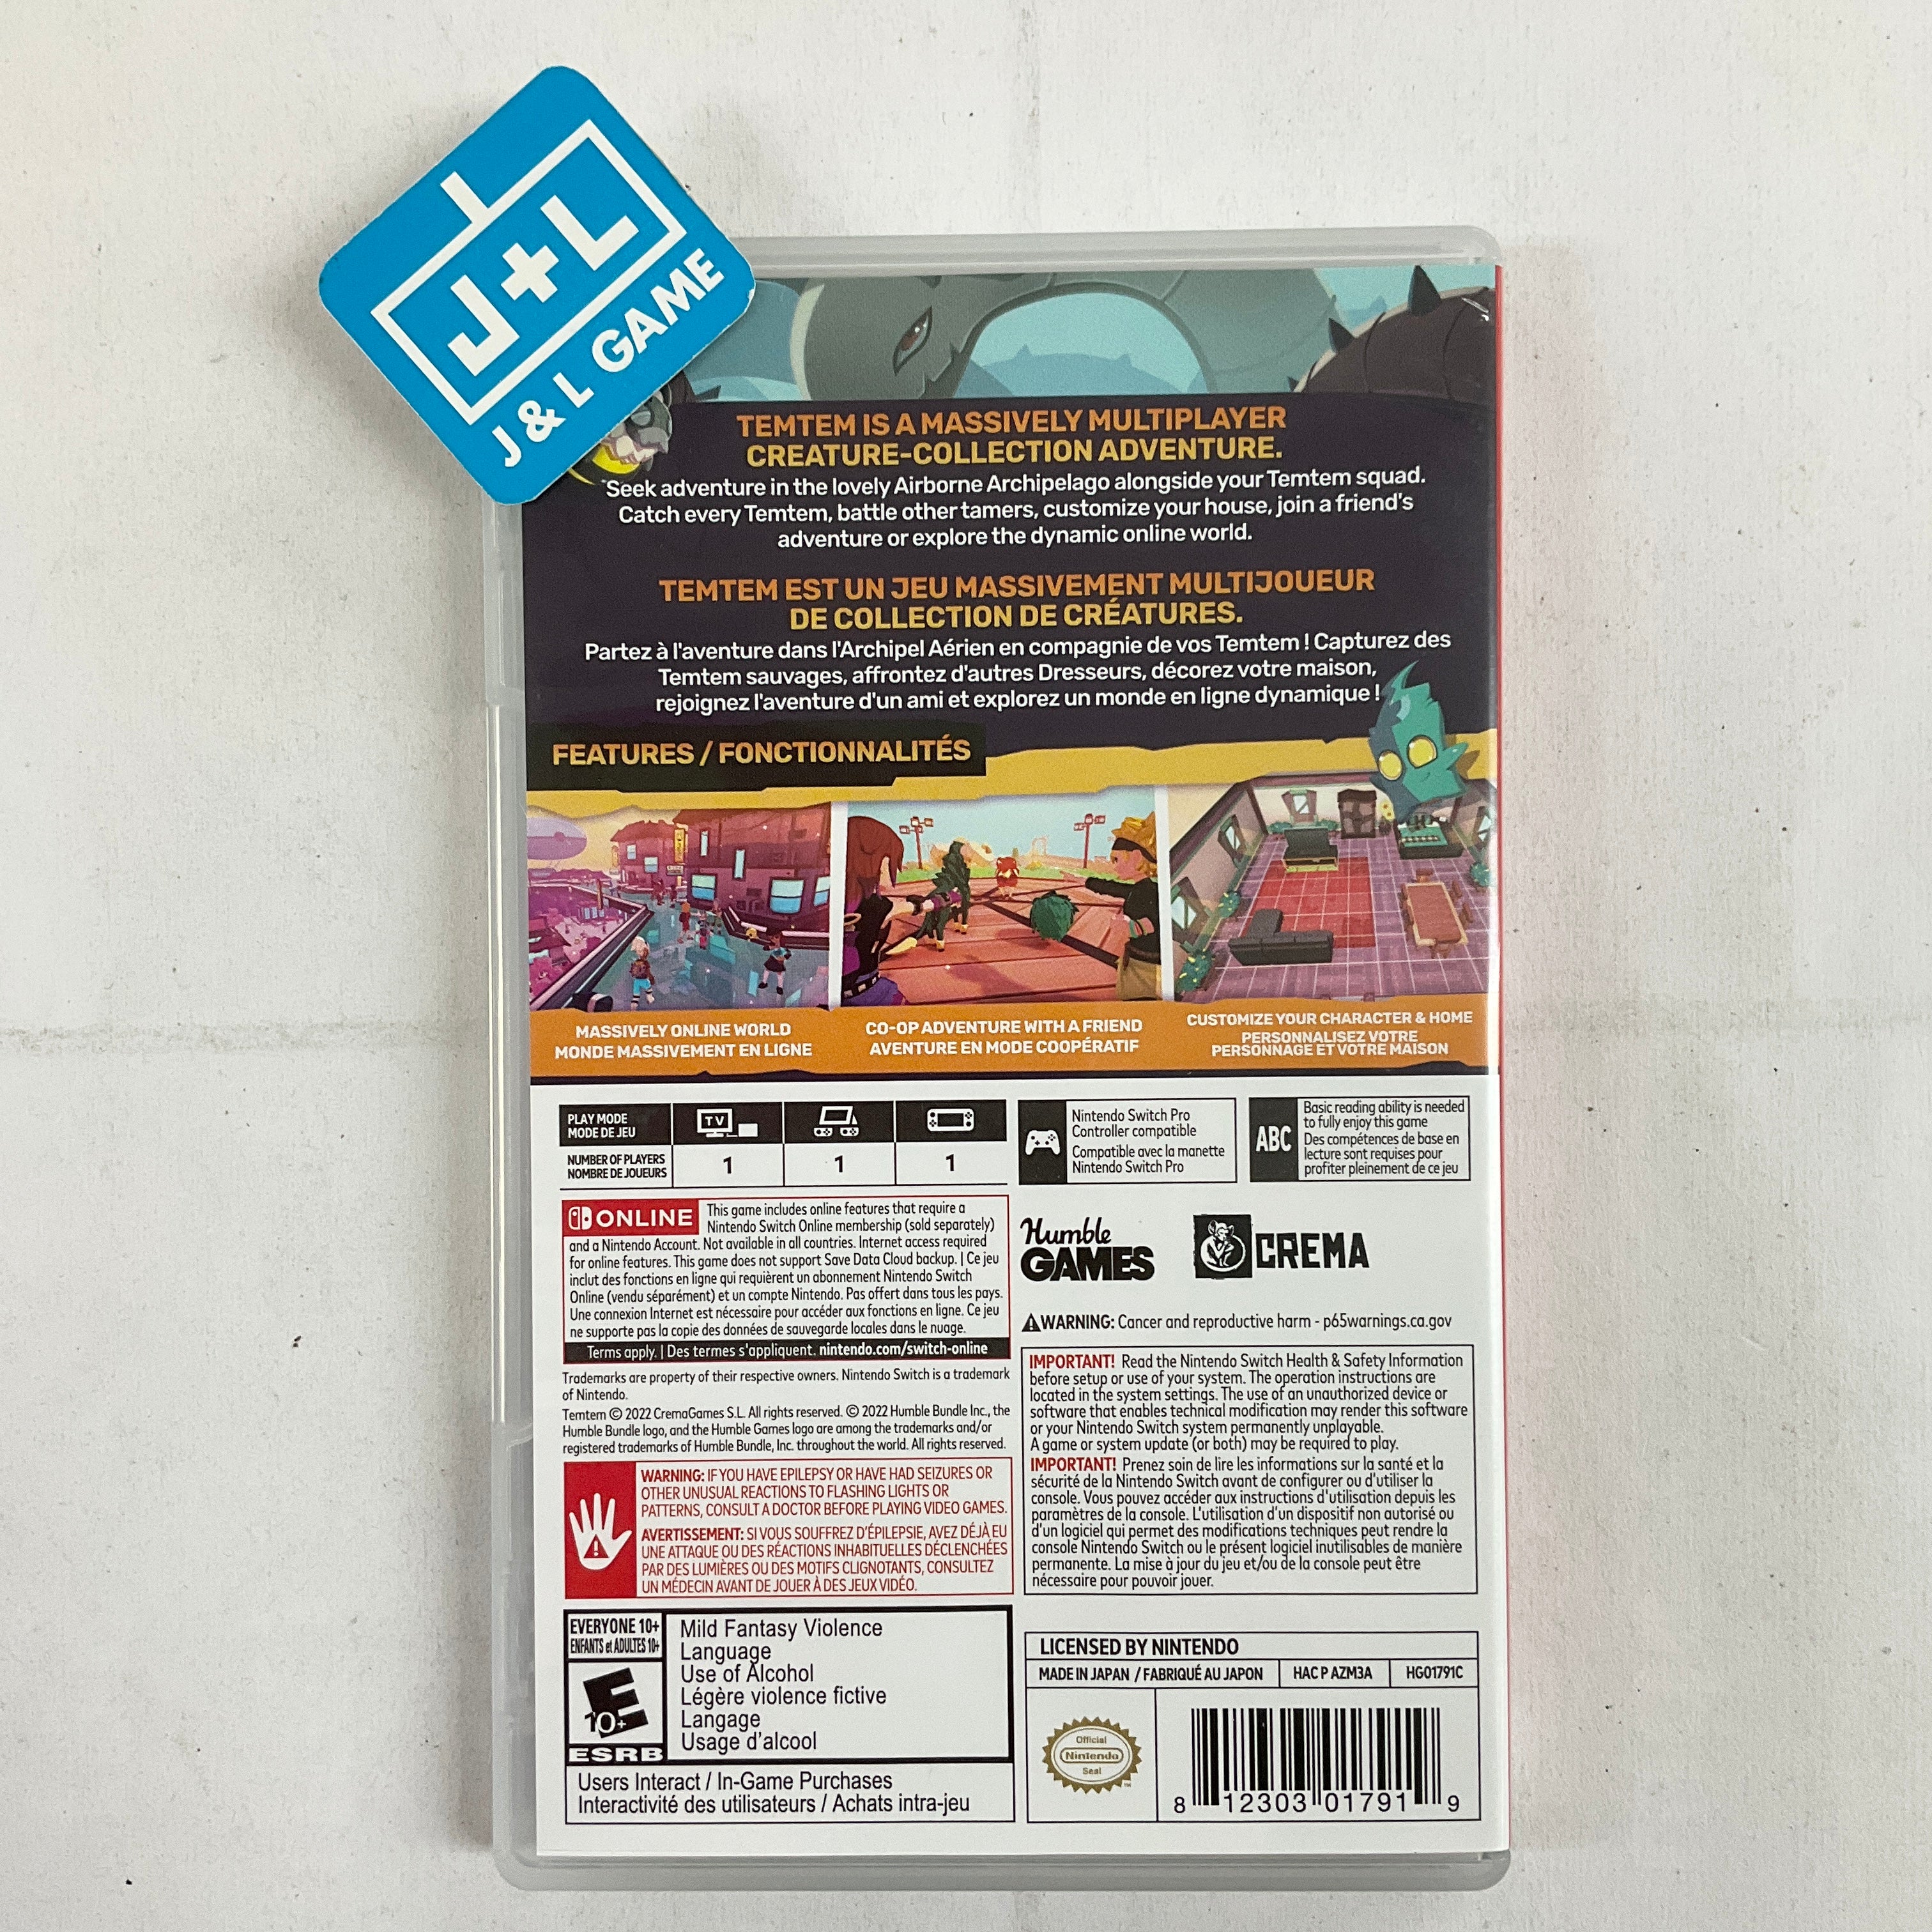 J+L
J & L GAME
TEMTEM IS A MASSIVELY MULTIPLAYER
CREATURE-COLLECTION ADVENTURE.
Seek adventure in the lovely Airborne Archipelago alongside your Temtem squad.
Catch every Temtem, battle other tamers, customize your house, join a friend's
adventure or explore the dynamic online world.
TEMTEM EST UN JEU MASSIVEMENT MULTIJOUEUR
DE COLLECTION DE CRÉATURES.
Partez à l'aventure dans l'Archipel Aérien en compagnie de vos Temtem ! Capturez des
Temtem sauvages, affrontez d'autres Dresseurs, décorez votre maison,
rejoignez l'aventure d'un ami et explorez un monde en ligne dynamique !
FEATURES / FONCTIONNALITÉS
MASSIVELY ONLINE WORLD
MONDE MASSIVEMENT EN LIGNE
CO-OP ADVENTURE WITH A FRIEND
AVENTURE EN MODE COOPÉRATIF
CUSTOMIZE YOUR CHARACTER & HOME
PERSONNALISEZ VOTRE
PERSONNAGE ET VOTRE MAISON
PLAY MODE
MODE DE JEU
TV
NUMBER OF PLAYERS
NOMBRE DE JOUEURS
1 1 1
Nintendo Switch Pro
Controller compatible
Compatible avec la manette
Nintendo Switch Pro
ABC
Basic reading ability is needed
to fully enjoy this game
Des compétences de base en
lecture sont requises pour
profiter pleinement de ce jeu
ONLINE
This game includes online features that require a
Nintendo Switch Online membership (sold separately)
and a Nintendo Account. Not available in all countries. Internet access required
for online features. This game does not support Save Data Cloud backup. | Ce jeu
inclut des fonctions en ligne qui requièrent un abonnement Nintendo Switch
Online (vendu séparément) et un compte Nintendo. Pas offert dans tous les pays.
Une connexion Internet est nécessaire pour accéder aux fonctions en ligne. Ce jeu
ne supporte pas la copie des données de sauvegarde locales dans le nuage.
Terms apply. | Des termes s'appliquent. nintendo.com/switch-online
Humble
GAMES
CREMA
WARNING: Cancer and reproductive harm - p65warnings.ca.gov
Trademarks are property of their respective owners. Nintendo Switch is a trademark
of Nintendo.
Temtem © 2022 CremaGames S.L. All rights reserved. © 2022 Humble Bundle Inc., the
Humble Bundle logo, and the Humble Games logo are among the trademarks and/or
registered trademarks of Humble Bundle, Inc. throughout the world. All rights reserved.
IMPORTANT! Read the Nintendo Switch Health & Safety Information
before setup or use of your system. The operation instructions are
located in the system settings. The use of an unauthorized device or
software that enables technical modification may render this software
or your Nintendo Switch system permanently unplayable.
A game or system update (or both) may be required to play.
IMPORTANT! Prenez soin de lire les informations sur la santé et la
sécurité de la Nintendo Switch avant de configurer ou d'utiliser la
console. Vous pouvez accéder aux instructions d'utilisation depuis les
paramètres de la console. L'utilisation d'un dispositif non autorisé ou
d'un logiciel qui permet des modifications techniques peut rendre la
console Nintendo Switch ou le présent logiciel inutilisables de manière
permanente. La mise à jour du jeu et/ou de la console peut être
nécessaire pour pouvoir jouer.
WARNING: IF YOU HAVE EPILEPSY OR HAVE HAD SEIZURES OR
OTHER UNUSUAL REACTIONS TO FLASHING LIGHTS OR
PATTERNS, CONSULT A DOCTOR BEFORE PLAYING VIDEO GAMES.
AVERTISSEMENT: SI VOUS SOUFFREZ D'ÉPILEPSIE, AVEZ DÉJÀ EU
UNE ATTAQUE OU DES RÉACTIONS INHABITUELLES DÉCLENCHÉES
PAR DES LUMIÈRES OU DES MOTIFS CLIGNOTANTS, CONSULTEZ
UN MÉDECIN AVANT DE JOUER À DES JEUX VIDÉO.
EVERYONE 10+
ENFANTS et ADULTES 10+
E
10+
ESRB
Mild Fantasy Violence
Language
Use of Alcohol
Légère violence fictive
Langage
Usage d'alcool
Users Interact / In-Game Purchases
Interactivité des utilisateurs / Achats intra-jeu
LICENSED BY NINTENDO
MADE IN JAPAN / FABRIQUÉ AU JAPON
HAC P AZM3A
HG01791C
Official
Nintendo
Seal
8 12303 01791 9